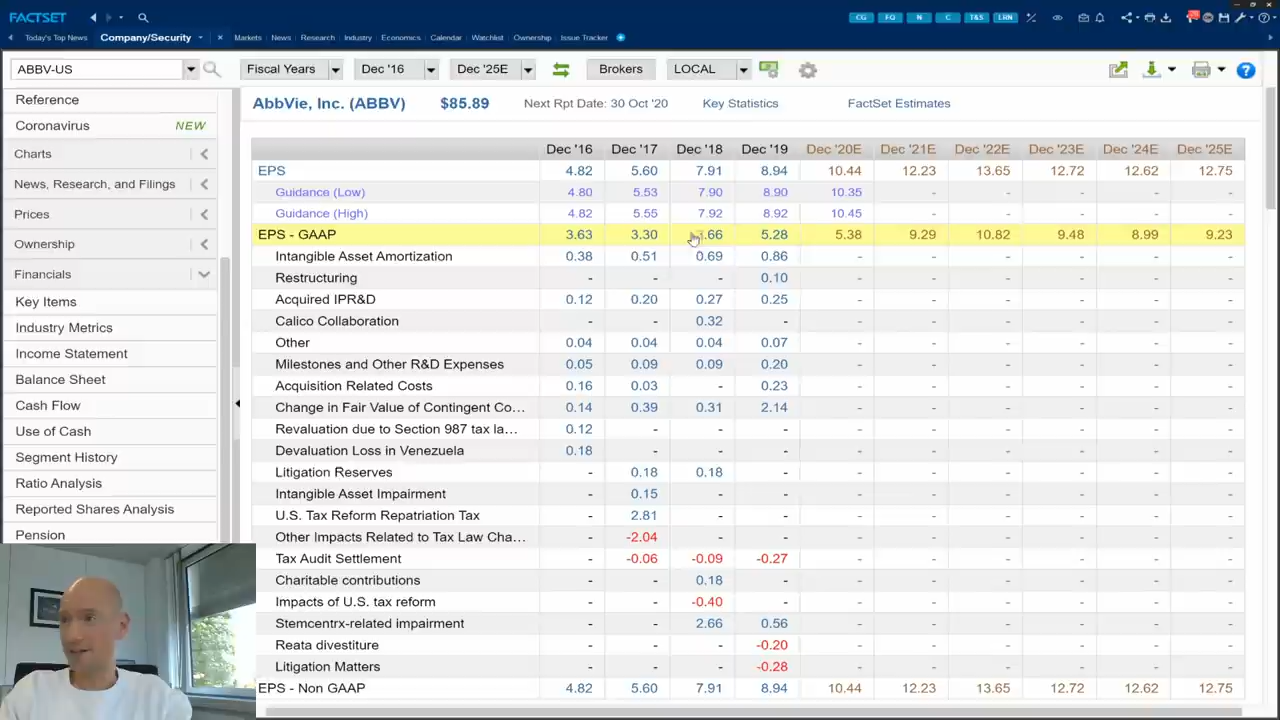 FACTSET
CG FQ N C T&S LRN
Today's Top News Company/Security Markets News Research Industry Economics Calendar Watchlist Ownership Issue Tracker
ABBV-US Fiscal Years Dec '16 Dec '25E Brokers LOCAL
Reference
Coronavirus NEW
Charts
News, Research, and Filings
Prices
Ownership
Financials
Key Items
Industry Metrics
Income Statement
Balance Sheet
Cash Flow
Use of Cash
Segment History
Ratio Analysis
Reported Shares Analysis
Pension
AbbVie, Inc. (ABBV) $85.89 Next Rpt Date: 30 Oct '20 Key Statistics FactSet Estimates
Dec '16 Dec '17 Dec '18 Dec '19 Dec '20E Dec '21E Dec '22E Dec '23E Dec '24E Dec '25E
EPS 4.82 5.60 7.91 8.94 10.44 12.23 13.65 12.72 12.62 12.75
Guidance (Low) 4.80 5.53 7.90 8.90 10.35 - - - - -
Guidance (High) 4.82 5.55 7.92 8.92 10.45 - - - - -
EPS - GAAP 3.63 3.30 .66 5.28 5.38 9.29 10.82 9.48 8.99 9.23
Intangible Asset Amortization 0.38 0.51 0.69 0.86 - - - - - -
Restructuring - - - 0.10 - - - - - -
Acquired IPR&D 0.12 0.20 0.27 0.25 - - - - - -
Calico Collaboration - - 0.32 - - - - - - -
Other 0.04 0.04 0.04 0.07 - - - - - -
Milestones and Other R&D Expenses 0.05 0.09 0.09 0.20 - - - - - -
Acquisition Related Costs 0.16 0.03 - 0.23 - - - - - -
Change in Fair Value of Contingent Co... 0.14 0.39 0.31 2.14 - - - - - -
Revaluation due to Section 987 tax la... 0.12 - - - - - - - - -
Devaluation Loss in Venezuela 0.18 - - - - - - - - -
Litigation Reserves - 0.18 0.18 - - - - - - -
Intangible Asset Impairment - 0.15 - - - - - - - -
U.S. Tax Reform Repatriation Tax - 2.81 - - - - - - - -
Other Impacts Related to Tax Law Cha... - -2.04 - - - - - - - -
Tax Audit Settlement - -0.06 -0.09 -0.27 - - - - - -
Charitable contributions - - 0.18 - - - - - - -
Impacts of U.S. tax reform - - -0.40 - - - - - - -
Stemcentrx-related impairment - - 2.66 0.56 - - - - - -
Reata divestiture - - - -0.20 - - - - - -
Litigation Matters - - - -0.28 - - - - - -
EPS - Non GAAP 4.82 5.60 7.91 8.94 10.44 12.23 13.65 12.72 12.62 12.75